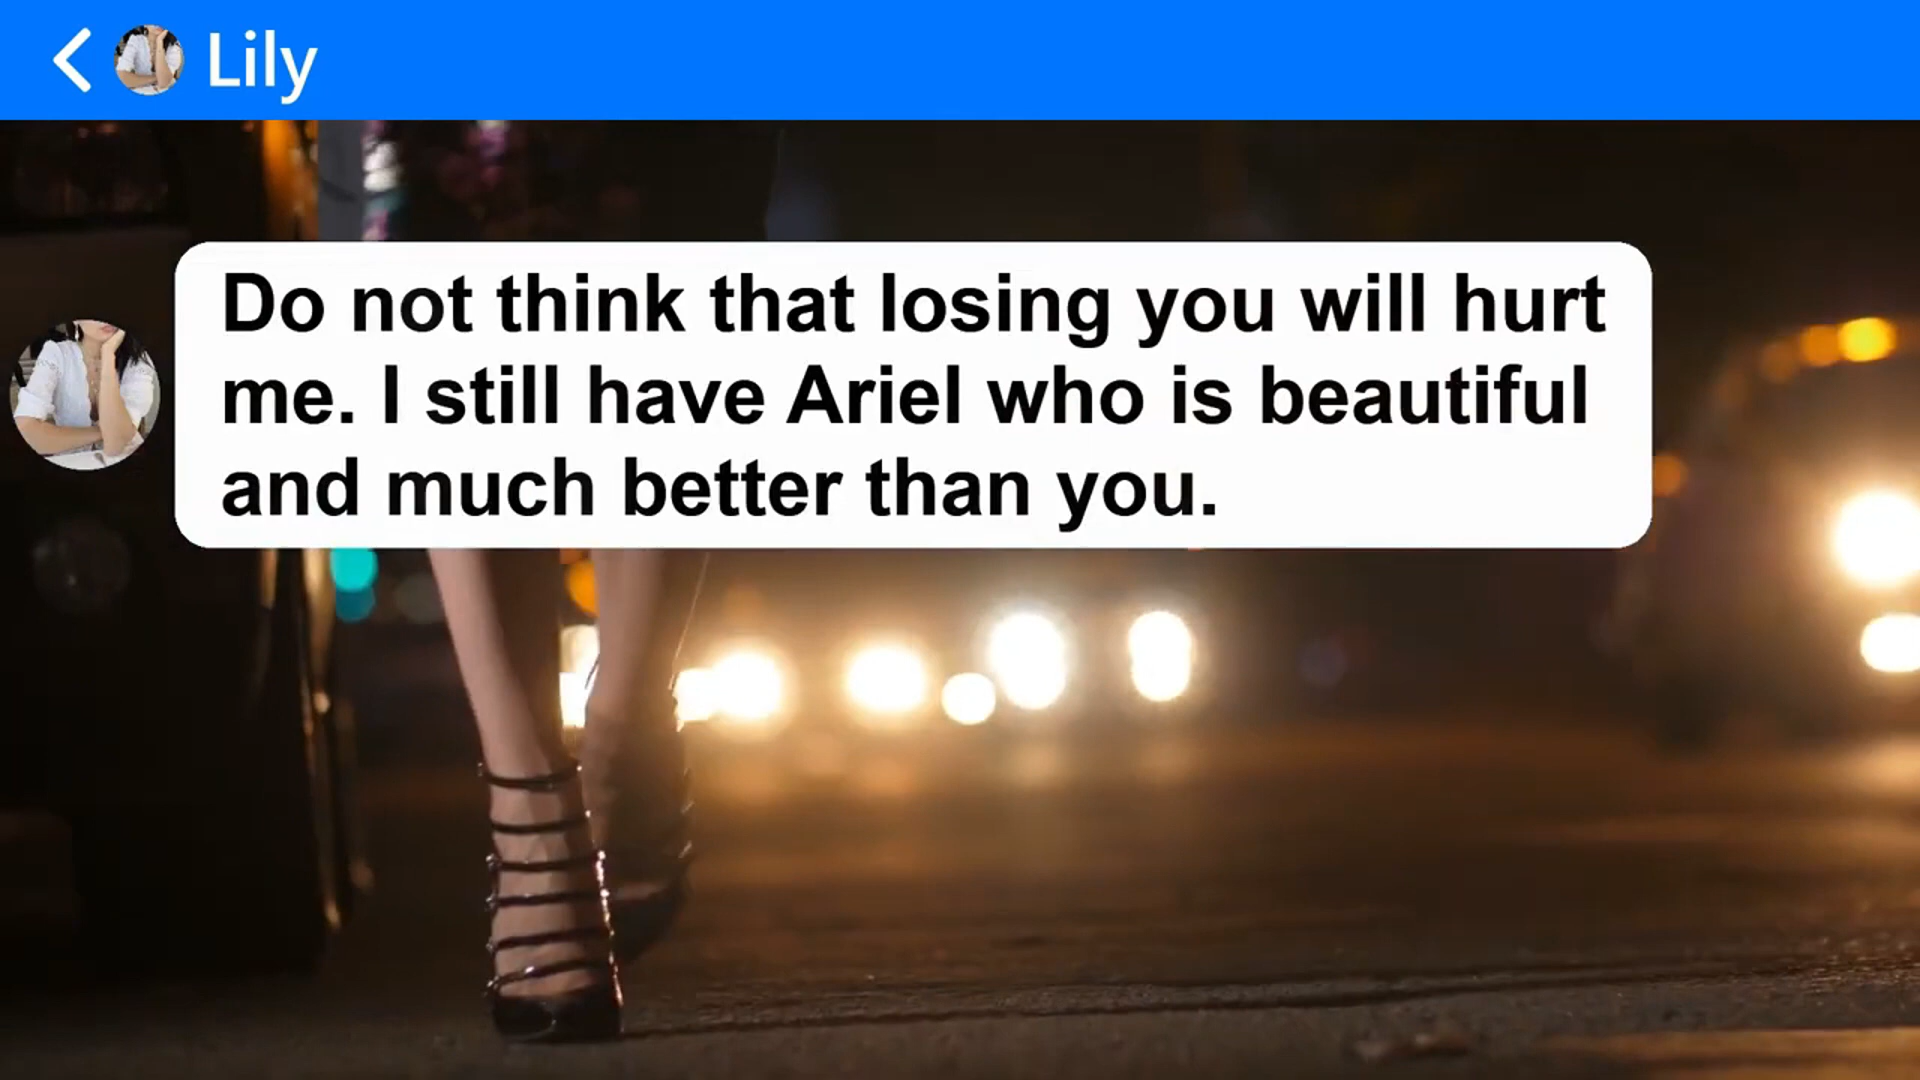 Lily
Do not think that losing you will hurt
me. I still have Ariel who is beautiful
and much better than you.